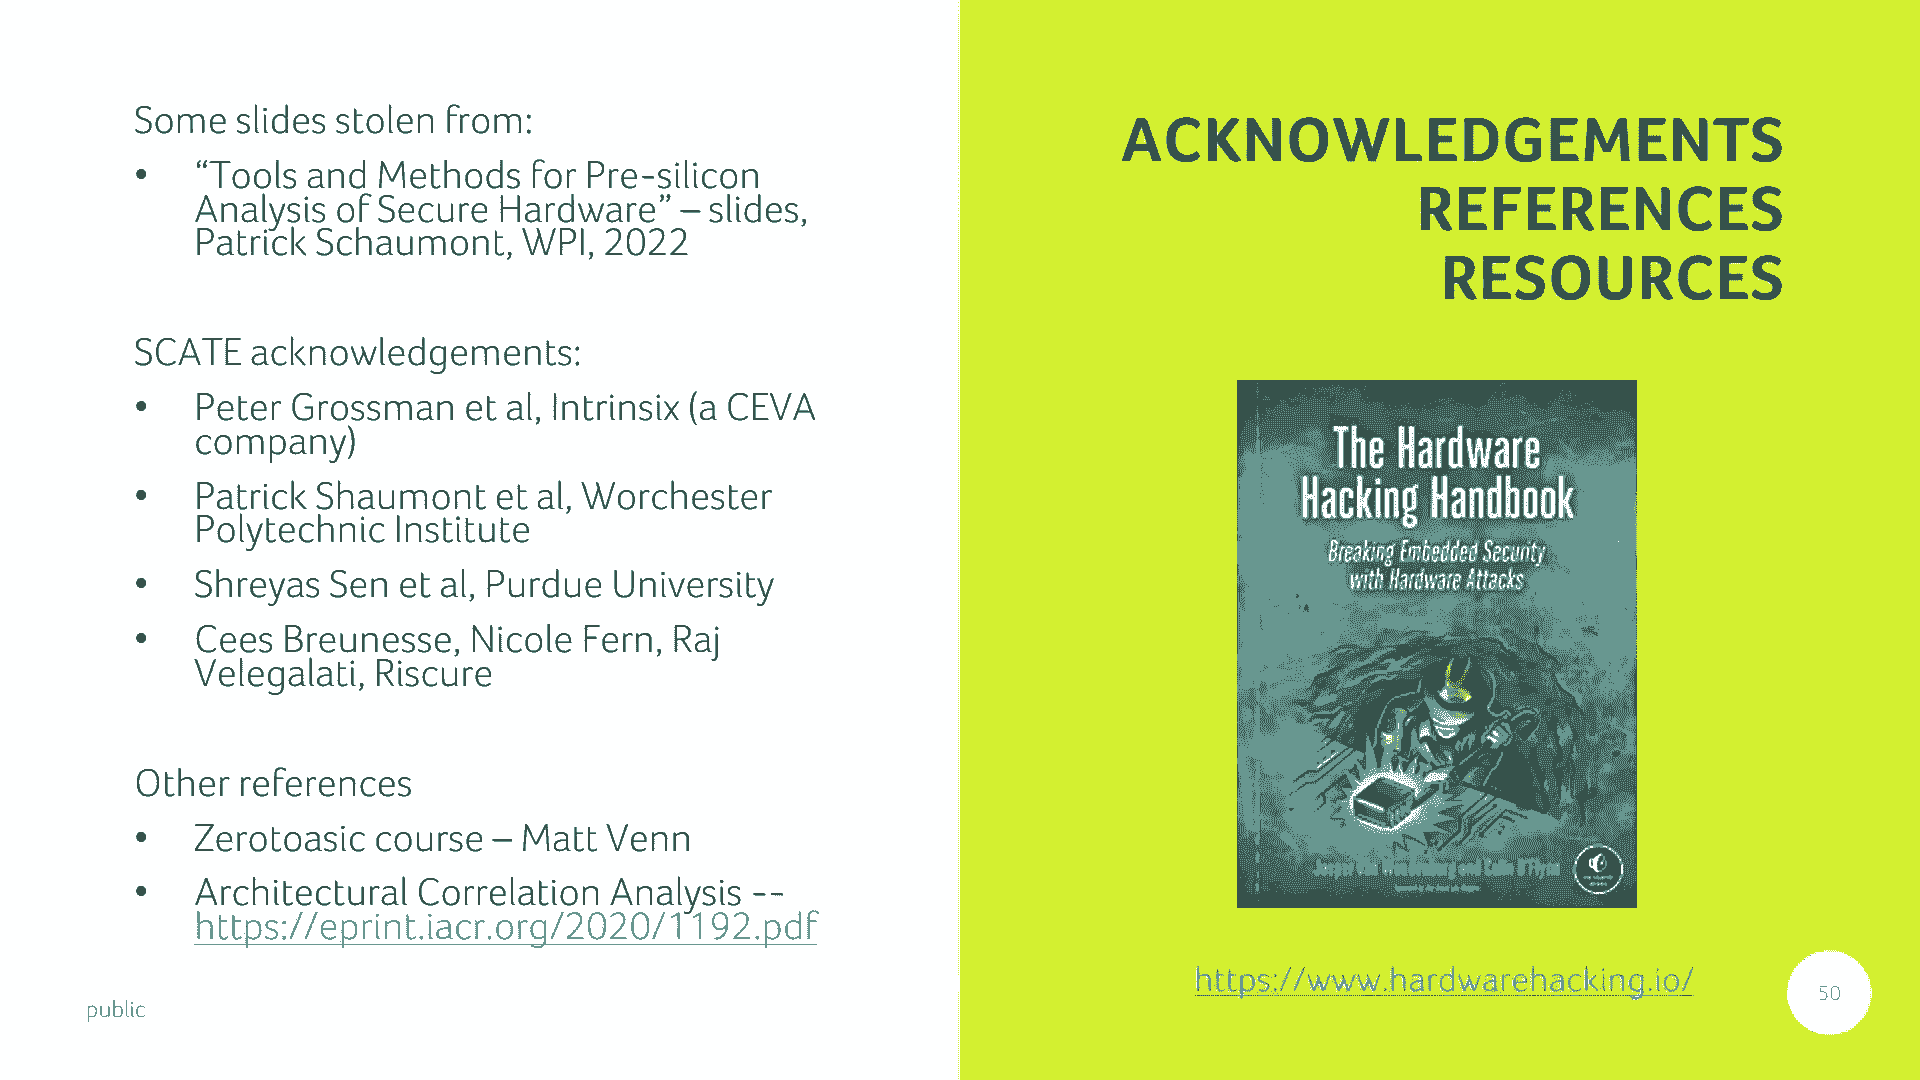 Some slides stolen from:
• “Tools and Methods for Pre-silicon
Analysis of Secure Hardware” – slides,
Patrick Schaumont, WPI, 2022
SCATE acknowledgements:
• Peter Grossman et al, Intrinsix (a CEVA
company)
• Patrick Shaumont et al, Worchester
Polytechnic Institute
• Shreyas Sen et al, Purdue University
• Cees Breunesse, Nicole Fern, Raj
Velegalati, Riscure
Other references
• Zerotoasic course – Matt Venn
• Architectural Correlation Analysis --
https://eprint.iacr.org/2020/1192.pdf
public
ACKNOWLEDGEMENTS
REFERENCES
RESOURCES
The Hardware
Hacking Handbook
Breaking Embedded Security
with Hardware Attacks
https://www.hardwarehacking.io/
50